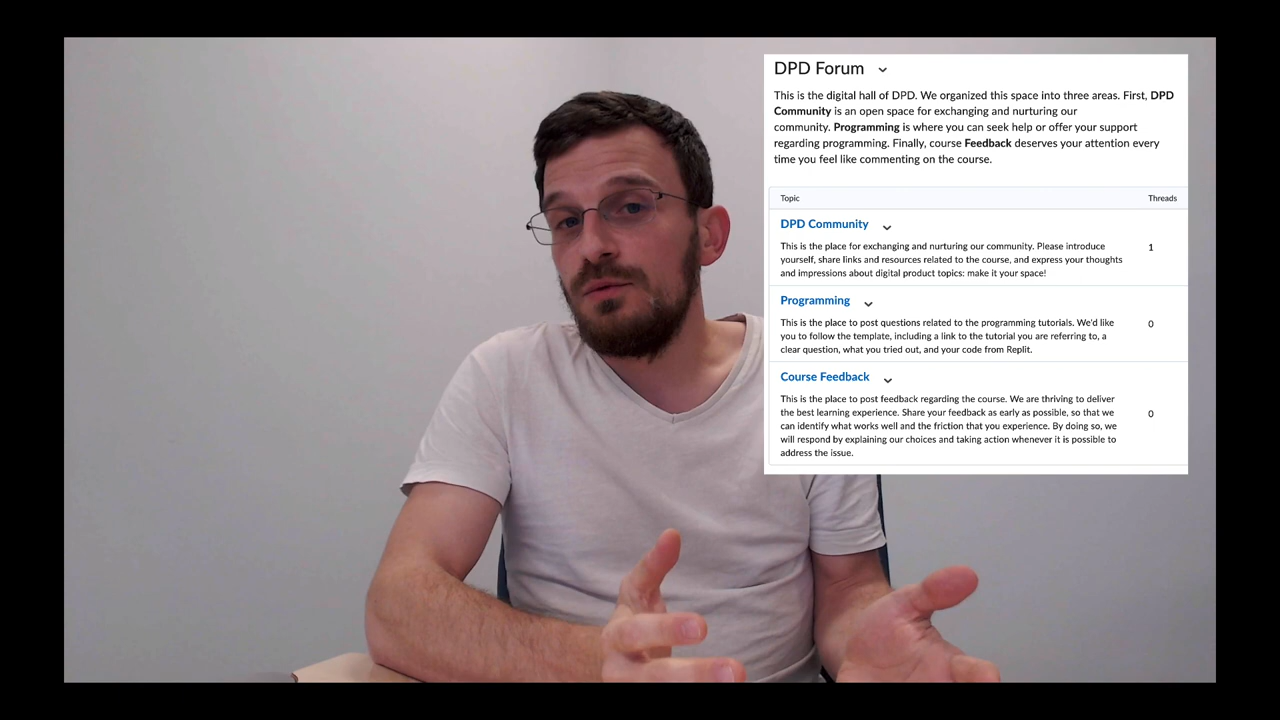 DPD Forum
This is the digital hall of DPD. We organized this space into three areas. First, DPD
Community is an open space for exchanging and nurturing our
community. Programming is where you can seek help or offer your support
regarding programming. Finally, course Feedback deserves your attention every
time you feel like commenting on the course.
Topic Threads
DPD Community
This is the place for exchanging and nurturing our community. Please introduce
yourself, share links and resources related to the course, and express your thoughts
and impressions about digital product topics: make it your space!
1
Programming
This is the place to post questions related to the programming tutorials. We'd like
you to follow the template, including a link to the tutorial you are referring to, a
clear question, what you tried out, and your code from Replit.
0
Course Feedback
This is the place to post feedback regarding the course. We are thriving to deliver
the best learning experience. Share your feedback as early as possible, so that we
can identify what works well and the friction that you experience. By doing so, we
will respond by explaining our choices and taking action whenever it is possible to
address the issue.
0